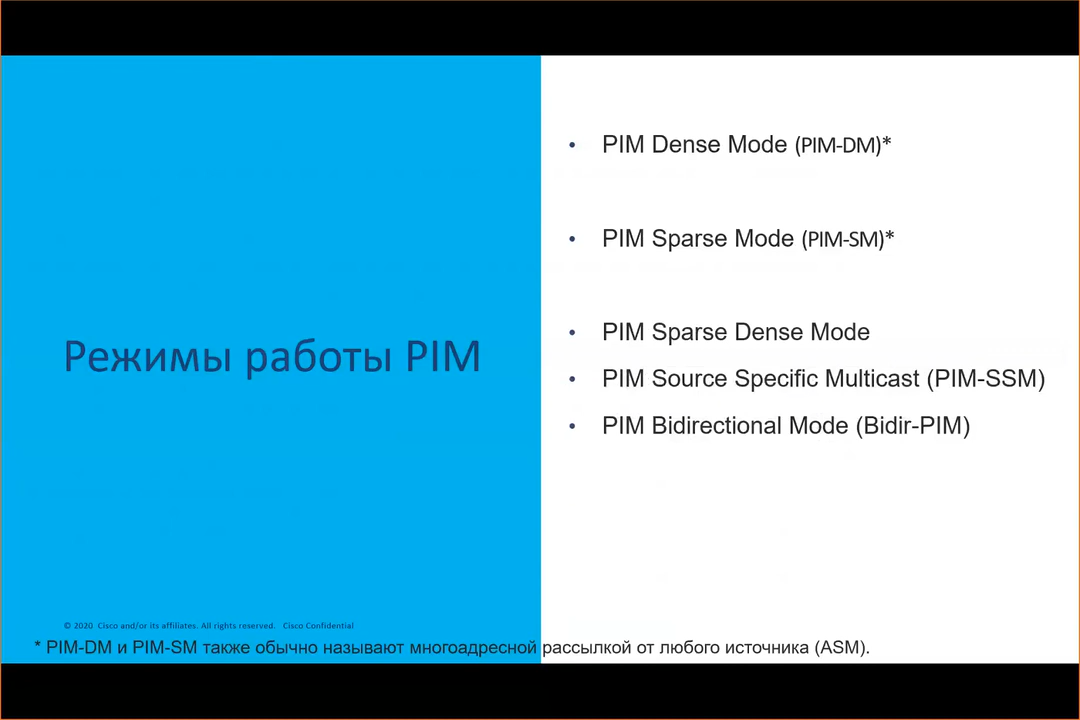 Режимы работы PIM
• PIM Dense Mode (PIM-DM)*
• PIM Sparse Mode (PIM-SM)*
• PIM Sparse Dense Mode
• PIM Source Specific Multicast (PIM-SSM)
• PIM Bidirectional Mode (Bidir-PIM)
© 2020 Cisco and/or its affiliates. All rights reserved. Cisco Confidential
* PIM-DM и PIM-SM также обычно называют многоадресной рассылкой от любого источника (ASM).